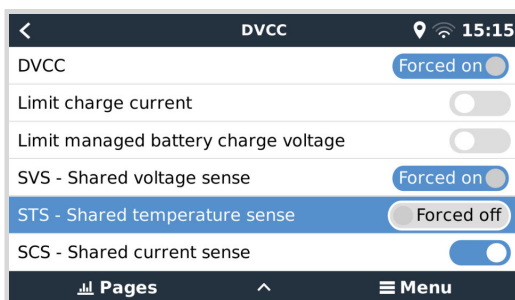 DVCC 15:15
DVCC Forced on
Limit charge current
Limit managed battery charge voltage
SVS - Shared voltage sense Forced on
STS - Shared temperature sense Forced off
SCS - Shared current sense
Pages Menu